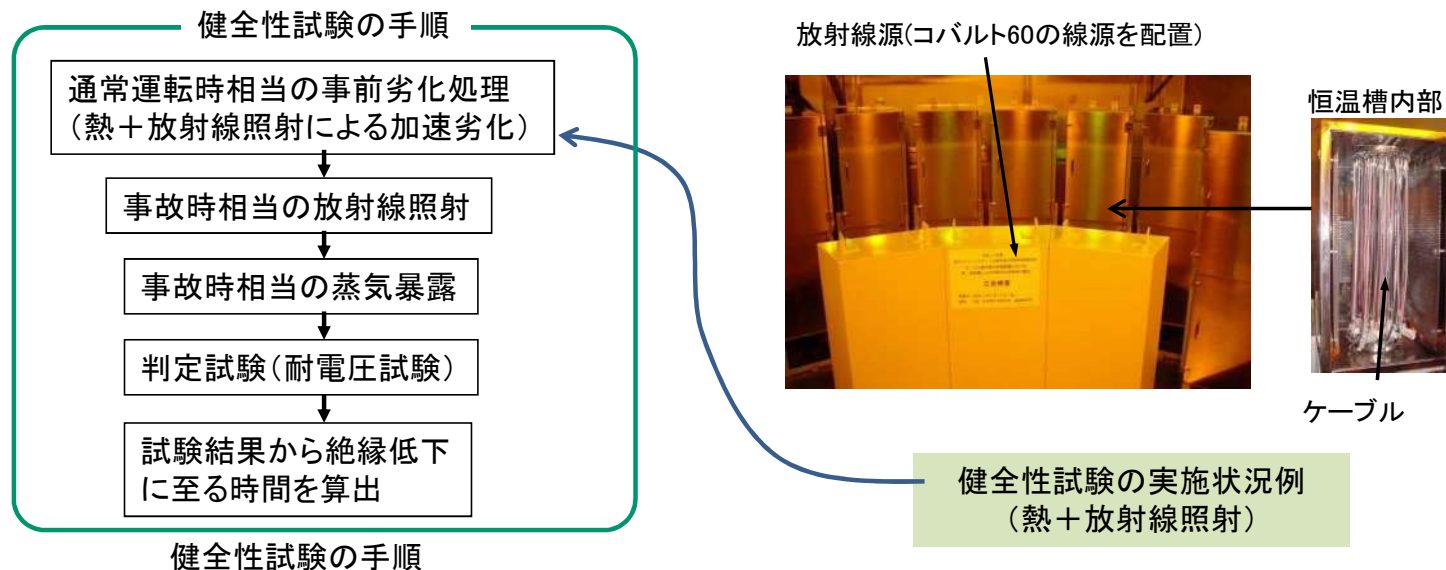 健全性試験の手順
通常運転時相当の事前劣化処理
(熱＋放射線照射による加速劣化)
事故時相当の放射線照射
事故時相当の蒸気暴露
判定試験(耐電圧試験)
試験結果から絶縁低下
に至る時間を算出
健全性試験の手順
放射線源(コバルト60の線源を配置)
恒温槽内部
ケーブル
健全性試験の実施状況例
(熱＋放射線照射)